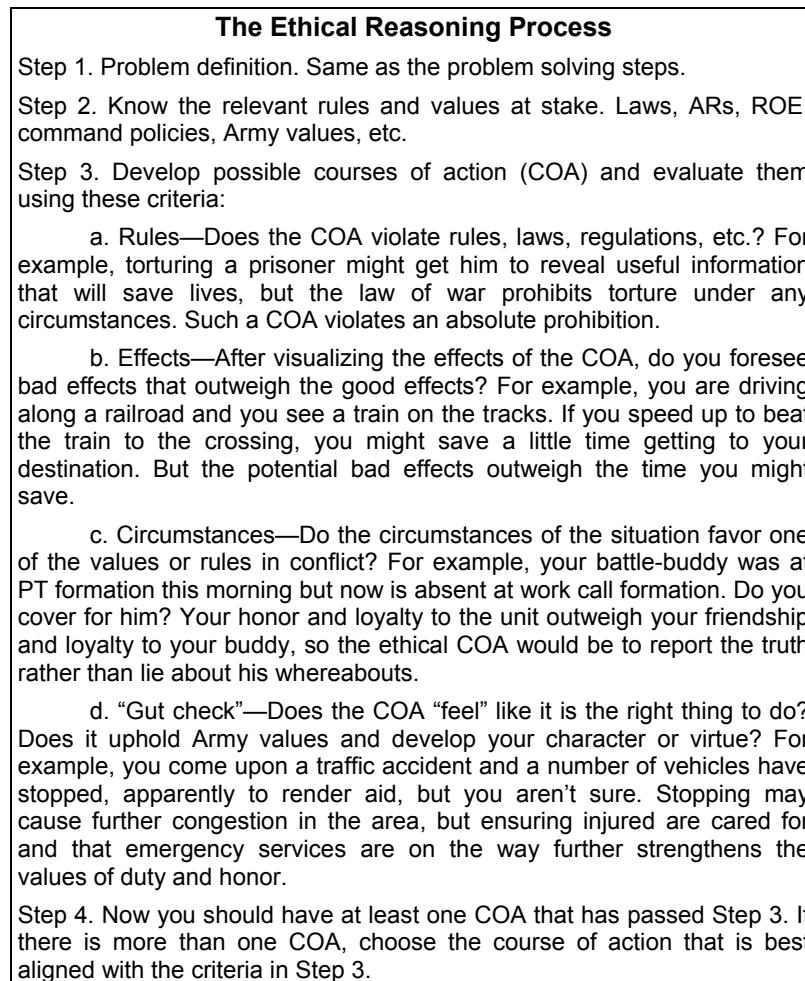 The Ethical Reasoning Process
Step 1. Problem definition. Same as the problem solving steps.
Step 2. Know the relevant rules and values at stake. Laws, ARs, ROE,
command policies, Army values, etc.
Step 3. Develop possible courses of action (COA) and evaluate them
using these criteria:
a. Rules—Does the COA violate rules, laws, regulations, etc.? For
example, torturing a prisoner might get him to reveal useful information
that will save lives, but the law of war prohibits torture under any
circumstances. Such a COA violates an absolute prohibition.
b. Effects—After visualizing the effects of the COA, do you foresee
bad effects that outweigh the good effects? For example, you are driving
along a railroad and you see a train on the tracks. If you speed up to beat
the train to the crossing, you might save a little time getting to your
destination. But the potential bad effects outweigh the time you might
save.
c. Circumstances—Do the circumstances of the situation favor one
of the values or rules in conflict? For example, your battle-buddy was at
PT formation this morning but now is absent at work call formation. Do you
cover for him? Your honor and loyalty to the unit outweigh your friendship
and loyalty to your buddy, so the ethical COA would be to report the truth
rather than lie about his whereabouts.
d. “Gut check”—Does the COA “feel” like it is the right thing to do?
Does it uphold Army values and develop your character or virtue? For
example, you come upon a traffic accident and a number of vehicles have
stopped, apparently to render aid, but you aren’t sure. Stopping may
cause further congestion in the area, but ensuring injured are cared for
and that emergency services are on the way further strengthens the
values of duty and honor.
Step 4. Now you should have at least one COA that has passed Step 3. If
there is more than one COA, choose the course of action that is best
aligned with the criteria in Step 3.